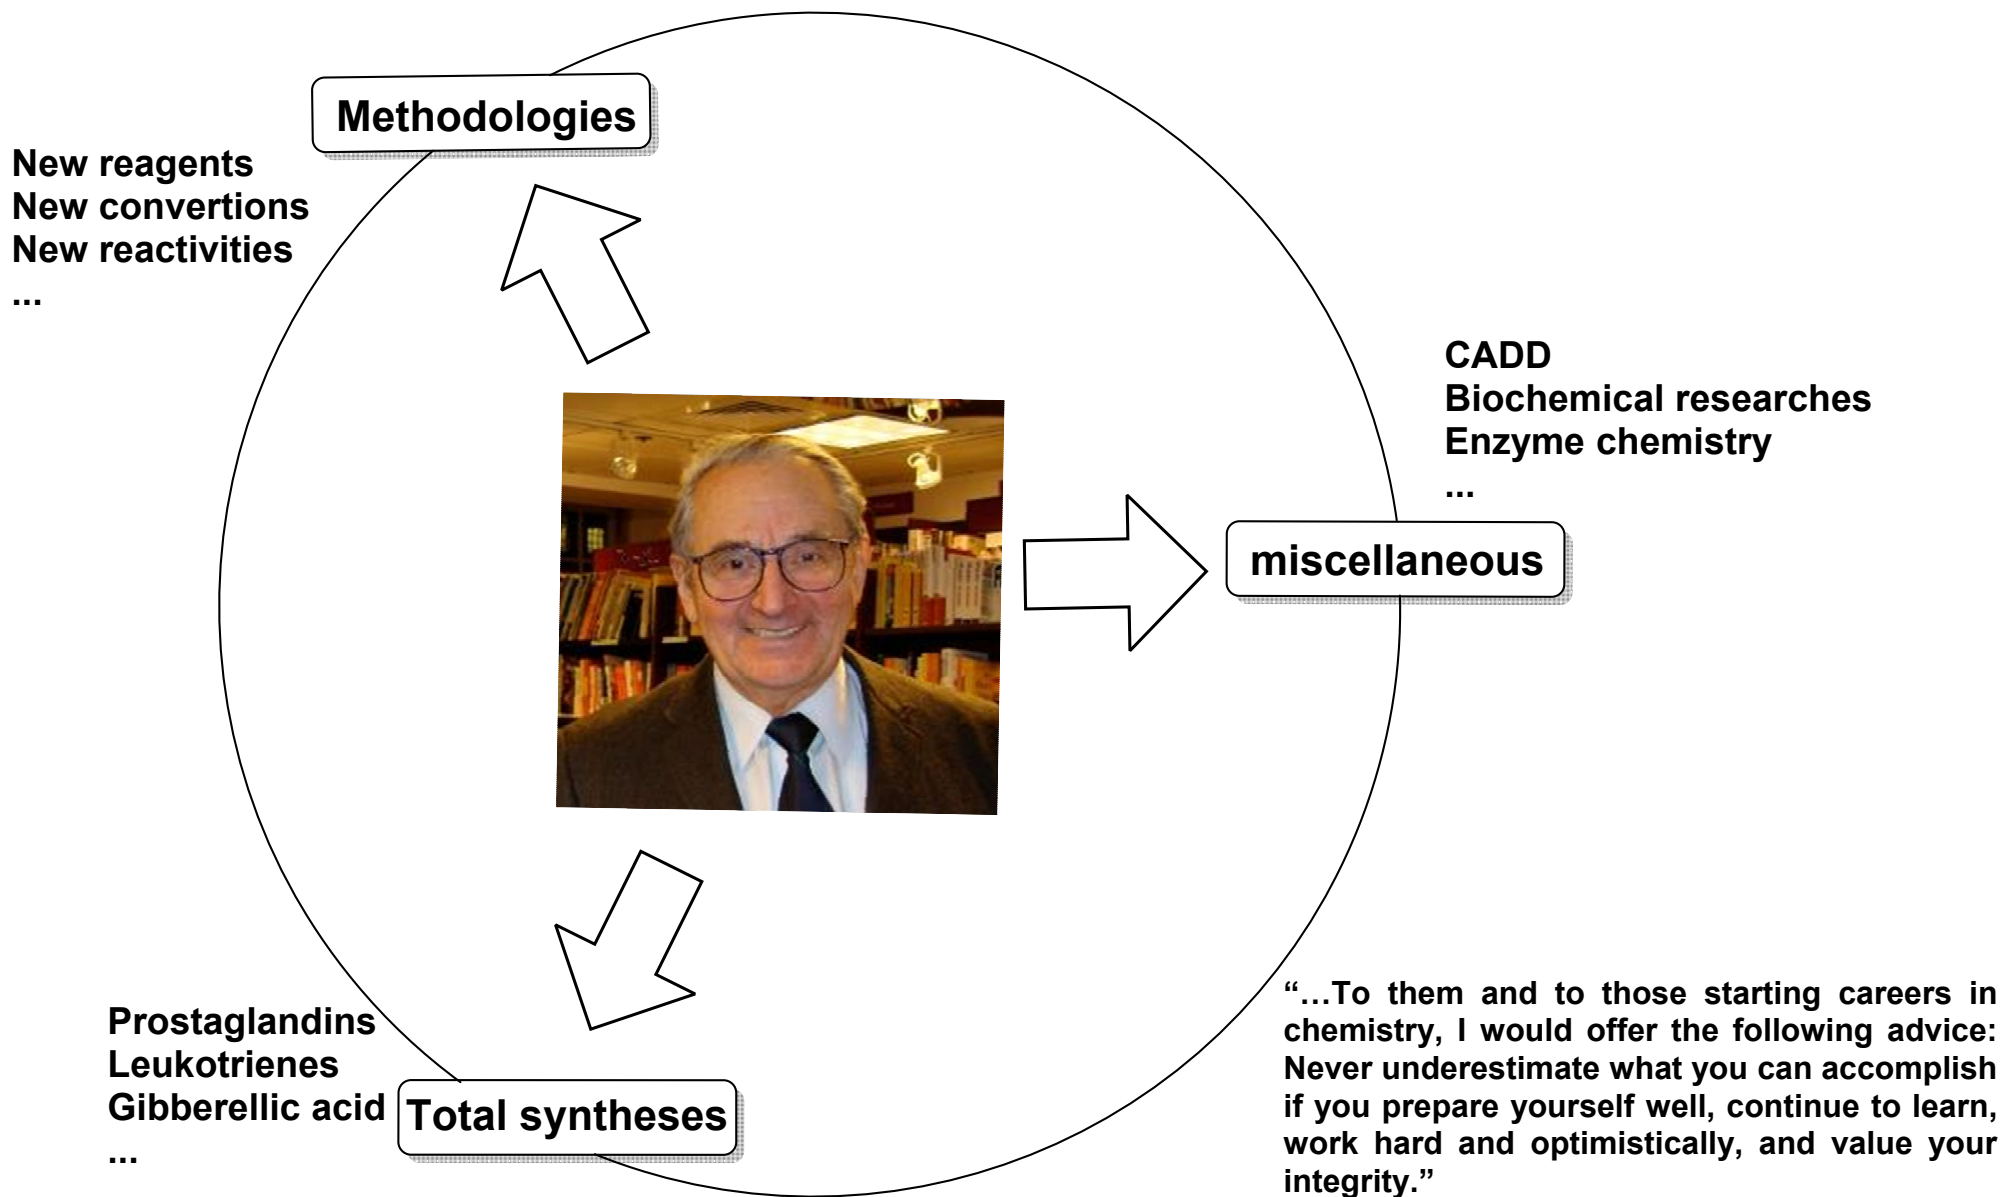 Methodologies
New reagents
New convertions
New reactivities
...
CADD
Biochemical researches
Enzyme chemistry
...
miscellaneous
Prostaglandins
Leukotrienes
Gibberellic acid
...
Total syntheses
“…To them and to those starting careers in
chemistry, I would offer the following advice:
Never underestimate what you can accomplish
if you prepare yourself well, continue to learn,
work hard and optimistically, and value your
integrity.”